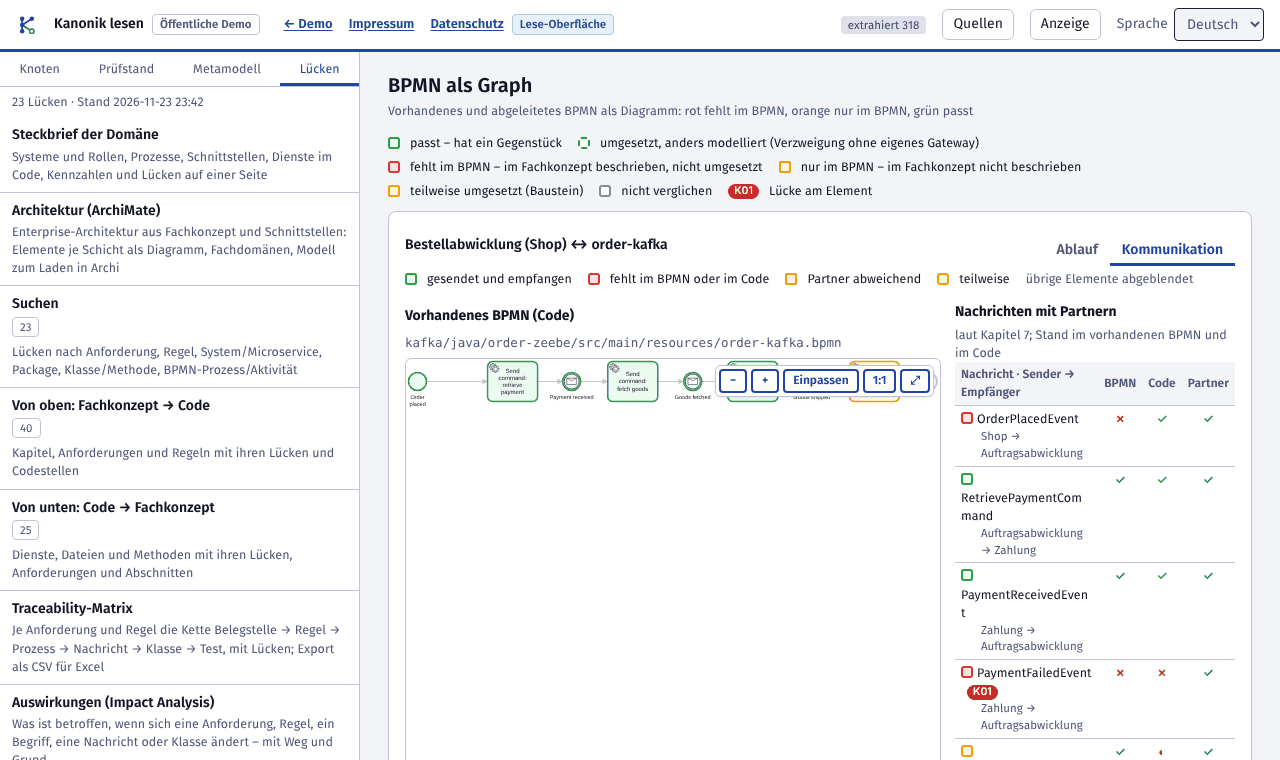 Kanonik lesen
Öffentliche Demo
← Demo
Impressum
Datenschutz
Lese-Oberfläche
extrahiert 318
Quellen
Anzeige
Sprache
Deutsch
Knoten
Prüfstand
Metamodell
Lücken
23 Lücken · Stand 2026-11-23 23:42
Steckbrief der Domäne
Systeme und Rollen, Prozesse, Schnittstellen, Dienste im
Code, Kennzahlen und Lücken auf einer Seite
Architektur (ArchiMate)
Enterprise-Architektur aus Fachkonzept und Schnittstellen:
Elemente je Schicht als Diagramm, Fachdomänen, Modell
zum Laden in Archi
Suchen
23
Lücken nach Anforderung, Regel, System/Microservice,
Package, Klasse/Methode, BPMN-Prozess/Aktivität
Von oben: Fachkonzept → Code
40
Kapitel, Anforderungen und Regeln mit ihren Lücken und
Codestellen
Von unten: Code → Fachkonzept
25
Dienste, Dateien und Methoden mit ihren Lücken,
Anforderungen und Abschnitten
Traceability-Matrix
Je Anforderung und Regel die Kette Belegstelle → Regel →
Prozess → Nachricht → Klasse → Test, mit Lücken; Export
als CSV für Excel
Auswirkungen (Impact Analysis)
Was ist betroffen, wenn sich eine Anforderung, Regel, ein
Begriff, eine Nachricht oder Klasse ändert – mit Weg und
Grund
BPMN als Graph
Vorhandenes und abgeleitetes BPMN als Diagramm: rot fehlt im BPMN, orange nur im BPMN, grün passt
passt – hat ein Gegenstück
umgesetzt, anders modelliert (Verzweigung ohne eigenes Gateway)
fehlt im BPMN – im Fachkonzept beschrieben, nicht umgesetzt
nur im BPMN – im Fachkonzept nicht beschrieben
teilweise umgesetzt (Baustein)
nicht verglichen
K01 Lücke am Element
Bestellabwicklung (Shop) ↔ order-kafka
Ablauf
Kommunikation
gesendet und empfangen
fehlt im BPMN oder im Code
Partner abweichend
teilweise
übrige Elemente abgeblendet
Vorhandenes BPMN (Code)
kafka/java/order-zeebe/src/main/resources/order-kafka.bpmn
Order
placed
Send
command:
retrieve
payment
Payment received
Send
command:
fetch goods
Goods fetched
−
+
Einpassen
1:1
⤢
Nachrichten mit Partnern
laut Kapitel 7; Stand im vorhandenen BPMN und
im Code
Nachricht · Sender →
Empfänger
BPMN
Code
Partner
OrderPlacedEvent
× ✓ ✓
Shop →
Auftragsabwicklung
✓ ✓ ✓
RetrievePaymentCom
mand
Auftragsabwicklung
→ Zahlung
✓ ✓ ✓
PaymentReceivedEven
t
Zahlung →
Auftragsabwicklung
PaymentFailedEvent
× × ✓
K01
Zahlung →
Auftragsabwicklung
✓ ✓